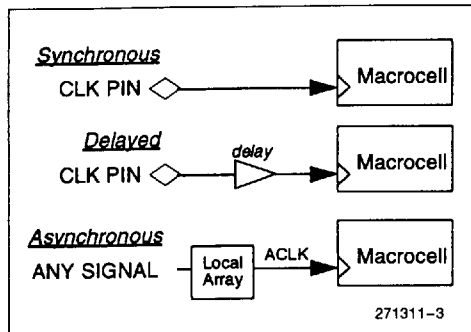 Synchronous
CLK PIN
Macrocell
Delayed
CLK PIN
delay
Macrocell
Asynchronous
ANY SIGNAL
Local
Array
ACLK
Macrocell
271311-3